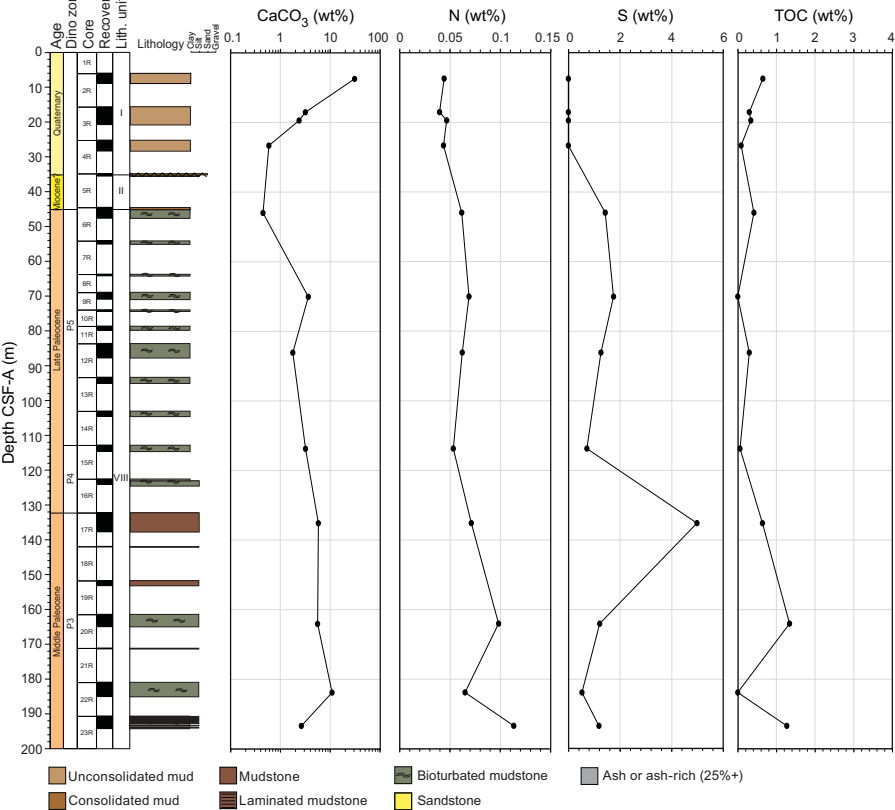 Age
Dino zon
Core
Recovery
Lith. unit
Lithology
Clay
Silt
Sand
Gravel
CaCO3 (wt%)
N (wt%)
S (wt%)
TOC (wt%)
0.1 1 10 100
0 0.05 0.1 0.15
0 2 4 6
0 1 2 3 4
Depth CSF-A (m)
0
10
20
30
40
50
60
70
80
90
100
110
120
130
140
150
160
170
180
190
200
Quaternary
Miocene?
Late Paleocene
Middle Paleocene
P5
P4
P3
1R
2R
3R
4R
5R
6R
7R
8R
9R
10R
11R
12R
13R
14R
15R
16R
17R
18R
19R
20R
21R
22R
23R
I
II
VIII
Unconsolidated mud
Mudstone
Bioturbated mudstone
Ash or ash-rich (25%+)
Consolidated mud
Laminated mudstone
Sandstone